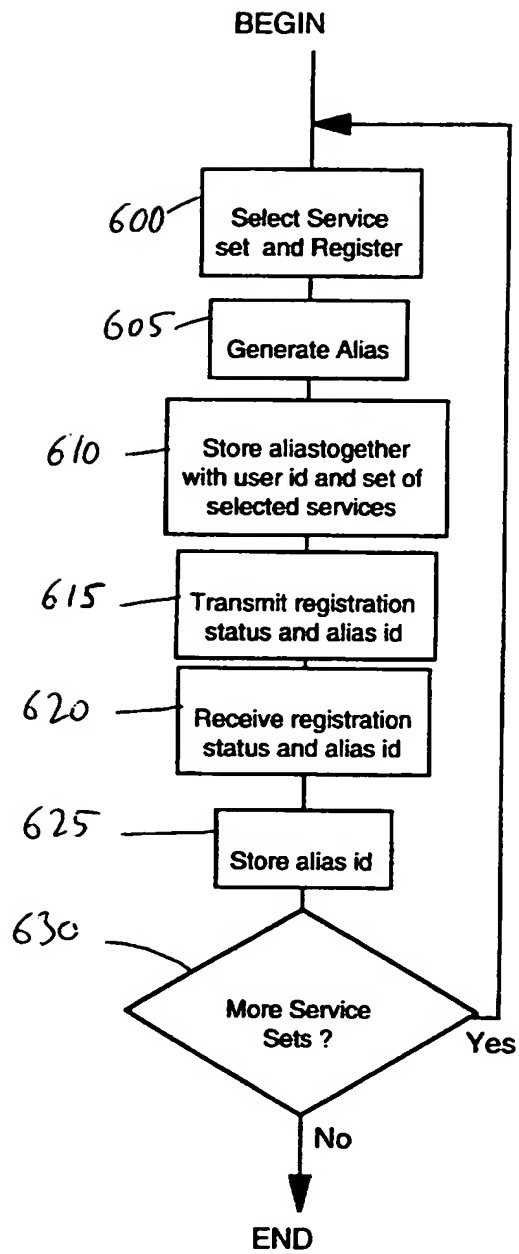 BEGIN
600
Select Service
set and Register
605
Generate Alias
610
Store aliastogether
with user id and set of
selected services
615
Transmit registration
status and alias id
620
Receive registration
status and alias id
625
Store alias id
630
More Service
Sets ?
Yes
No
END